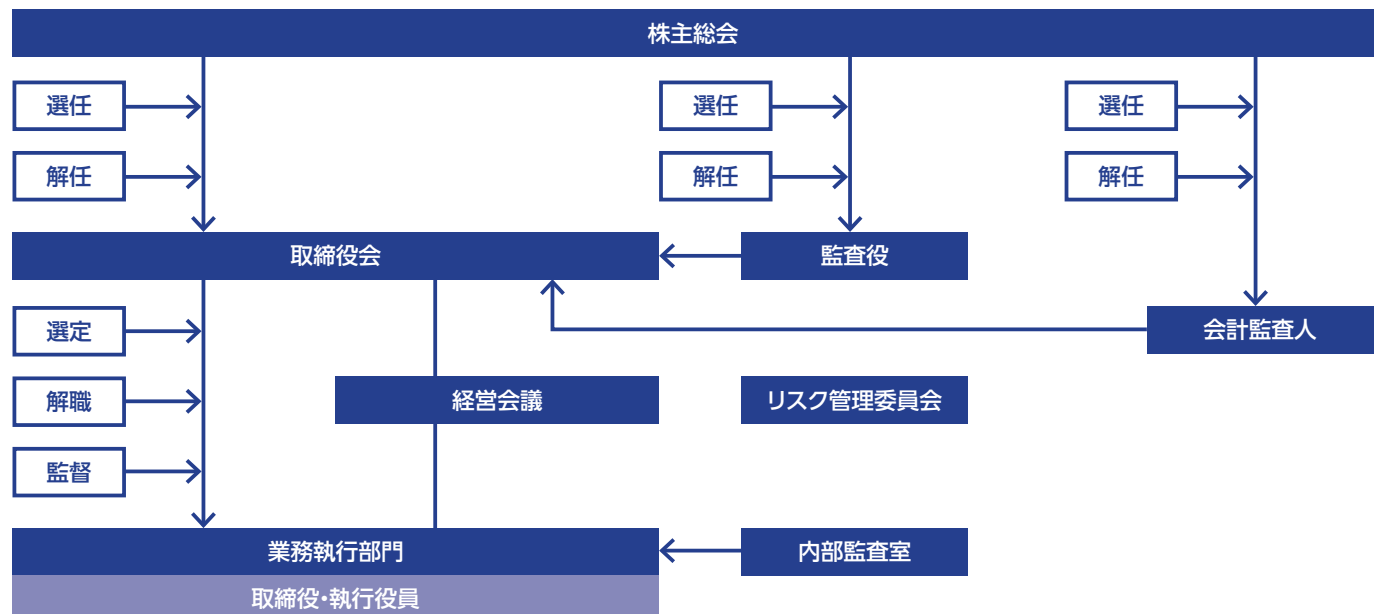 株主総会
選任
選任
選任
解任
解任
解任
取締役会
監査役
選定
会計監査人
解職
経営会議
リスク管理委員会
監督
業務執行部門
内部監査室
取締役・執行役員